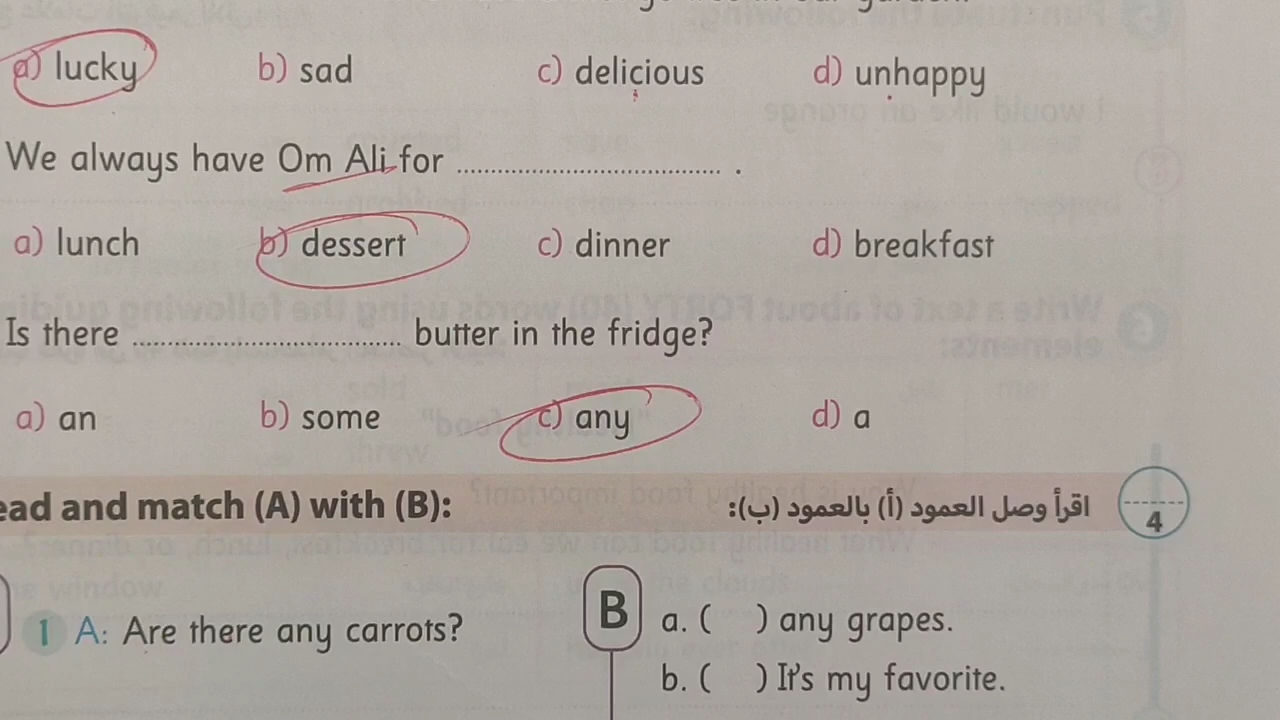 a) lucky b) sad c) delicious d) unhappy
We always have Om Ali for ........................................ .
a) lunch b) dessert c) dinner d) breakfast
Is there ........................................ butter in the fridge?
a) an b) some c) any d) a
ead and match (A) with (B): اقرأ وصل العمود (أ) بالعمود (ب):
4
1 A: Are there any carrots?
B a. ( ) any grapes.
b. ( ) It's my favorite.